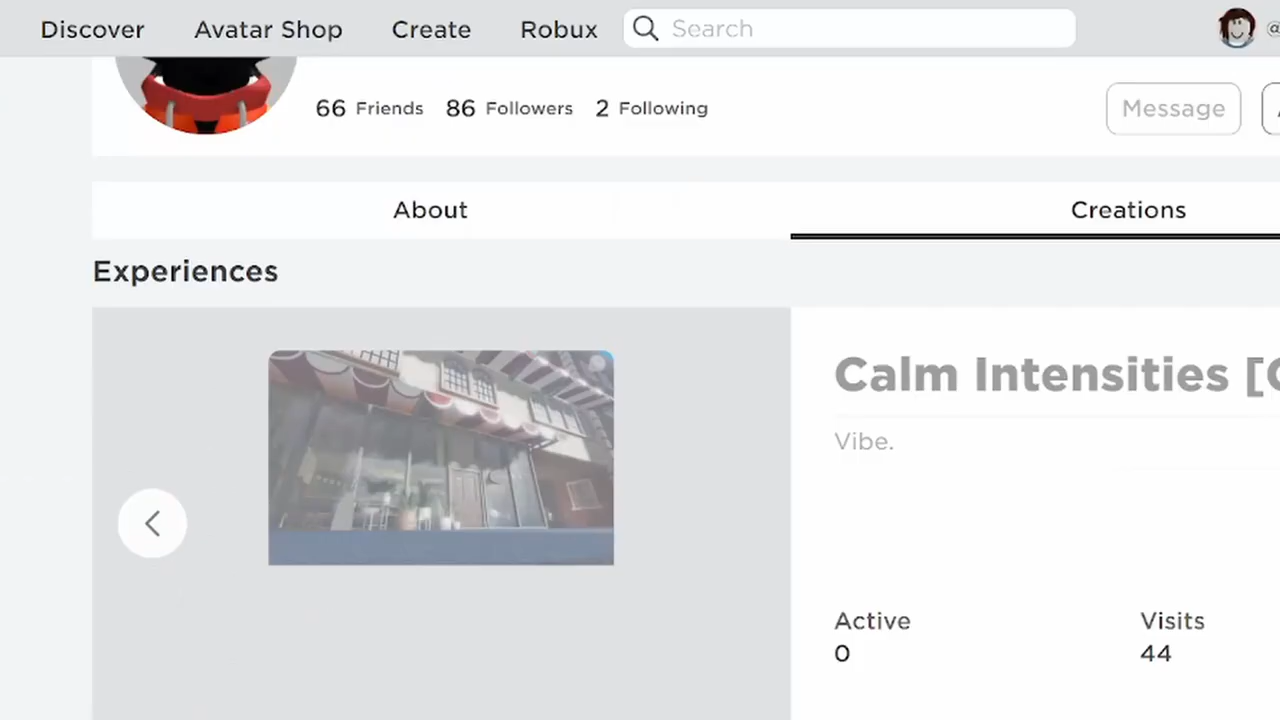 Discover Avatar Shop Create Robux Search @
66 Friends 86 Followers 2 Following Message
About Creations
Experiences
Calm Intensities [
Vibe.
Active Visits
0 44